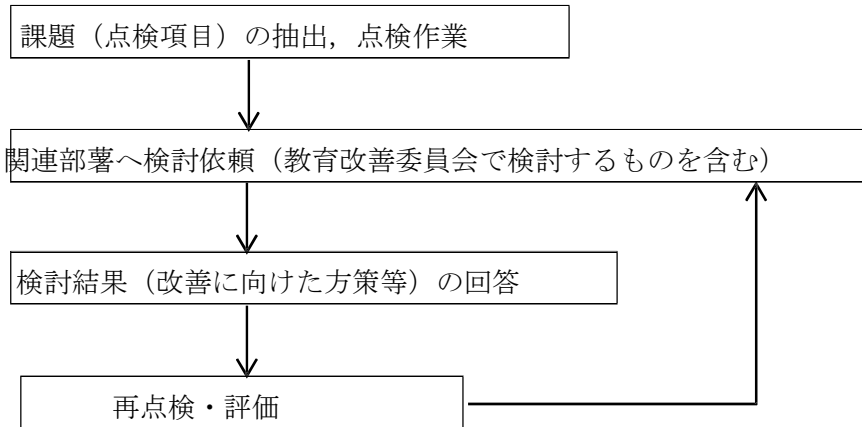 課題（点検項目）の抽出，点検作業
関連部署へ検討依頼（教育改善委員会で検討するものを含む）
検討結果（改善に向けた方策等）の回答
再点検・評価